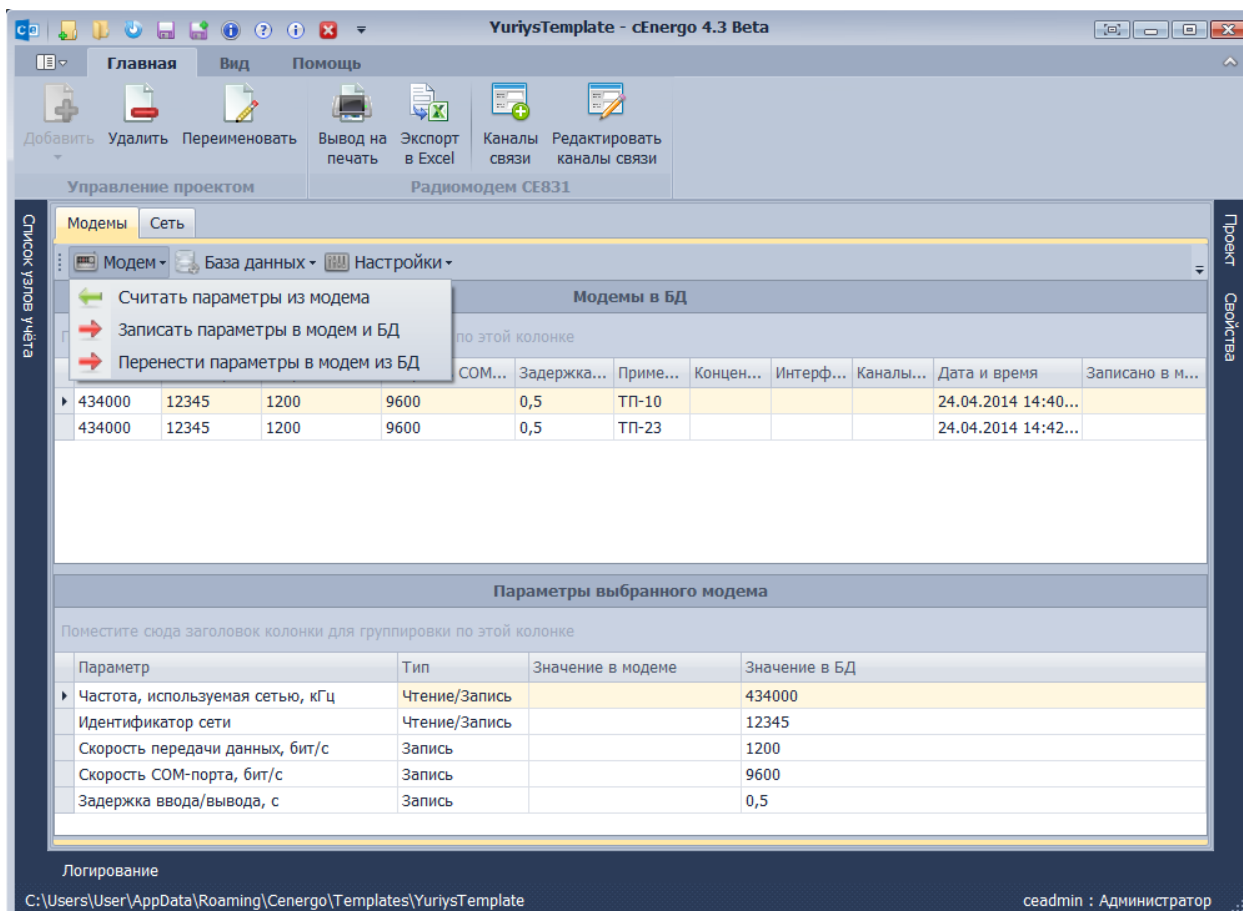 YuriysTemplate - cEnergo 4.3 Beta
Главная Вид Помощь
Добавить Удалить Переименовать Вывод на печать Экспорт в Excel Каналы связи Редактировать каналы связи
Управление проектом Радиомодем CE831
Список узлов учёта
Проект
Свойства
Модемы Сеть
Модем База данных Настройки
Считать параметры из модема
Записать параметры в модем и БД
Перенести параметры в модем из БД
Модемы в БД
по этой колонке
COM... Задержка... Приме... Концен... Интерф... Каналы... Дата и время Записано в м...
434000 12345 1200 9600 0,5 ТП-10 24.04.2014 14:40...
434000 12345 1200 9600 0,5 ТП-23 24.04.2014 14:42...
Параметры выбранного модема
Поместите сюда заголовок колонки для группировки по этой колонке
Параметр Тип Значение в модеме Значение в БД
Частота, используемая сетью, кГц Чтение/Запись 434000
Идентификатор сети Чтение/Запись 12345
Скорость передачи данных, бит/с Запись 1200
Скорость COM-порта, бит/с Запись 9600
Задержка ввода/вывода, с Запись 0,5
Логирование
C:\Users\User\AppData\Roaming\Cenergo\Templates\YuriysTemplate ceadmin : Администратор